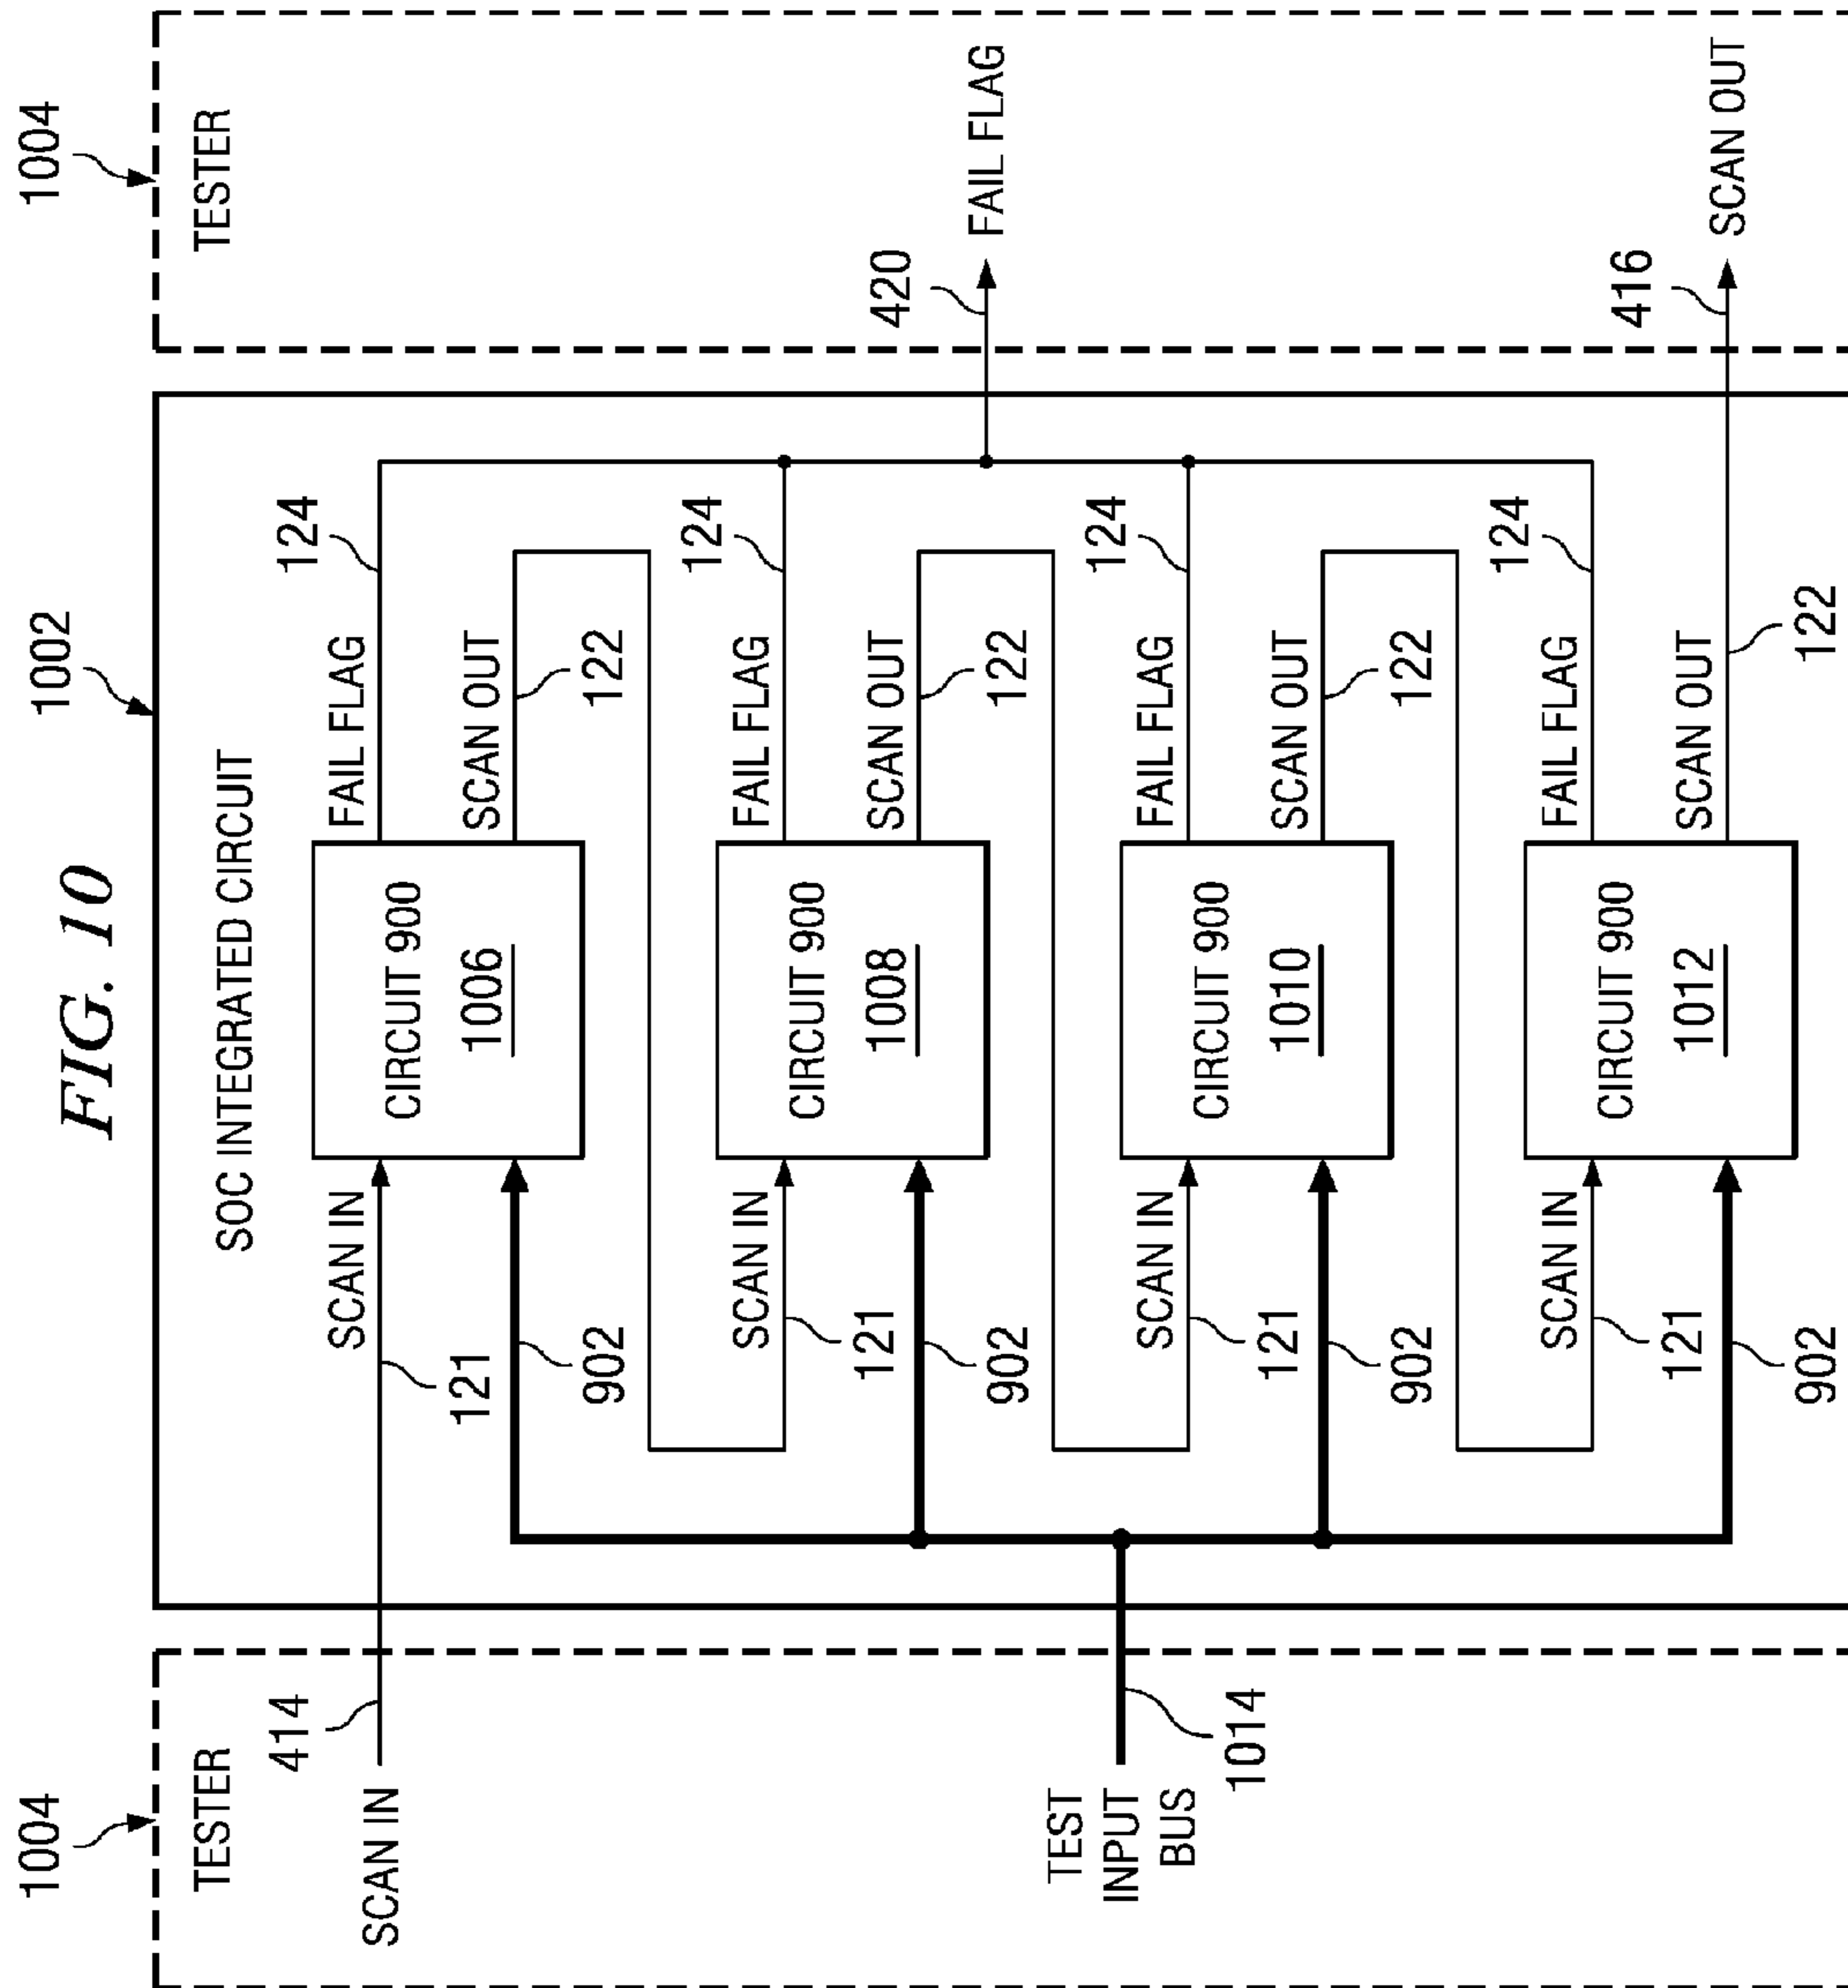 FIG. 10
1004
1002
1004
TESTER
SOC INTEGRATED CIRCUIT
TESTER
414
SCAN IN
121
SCAN IN
CIRCUIT 900
1006
FAIL FLAG
124
902
SCAN OUT
122
121
SCAN IN
CIRCUIT 900
1008
FAIL FLAG
124
902
SCAN OUT
122
420
FAIL FLAG
TEST
INPUT
BUS
1014
121
SCAN IN
CIRCUIT 900
1010
FAIL FLAG
124
902
SCAN OUT
122
121
SCAN IN
CIRCUIT 900
1012
FAIL FLAG
124
902
SCAN OUT
122
416
SCAN OUT